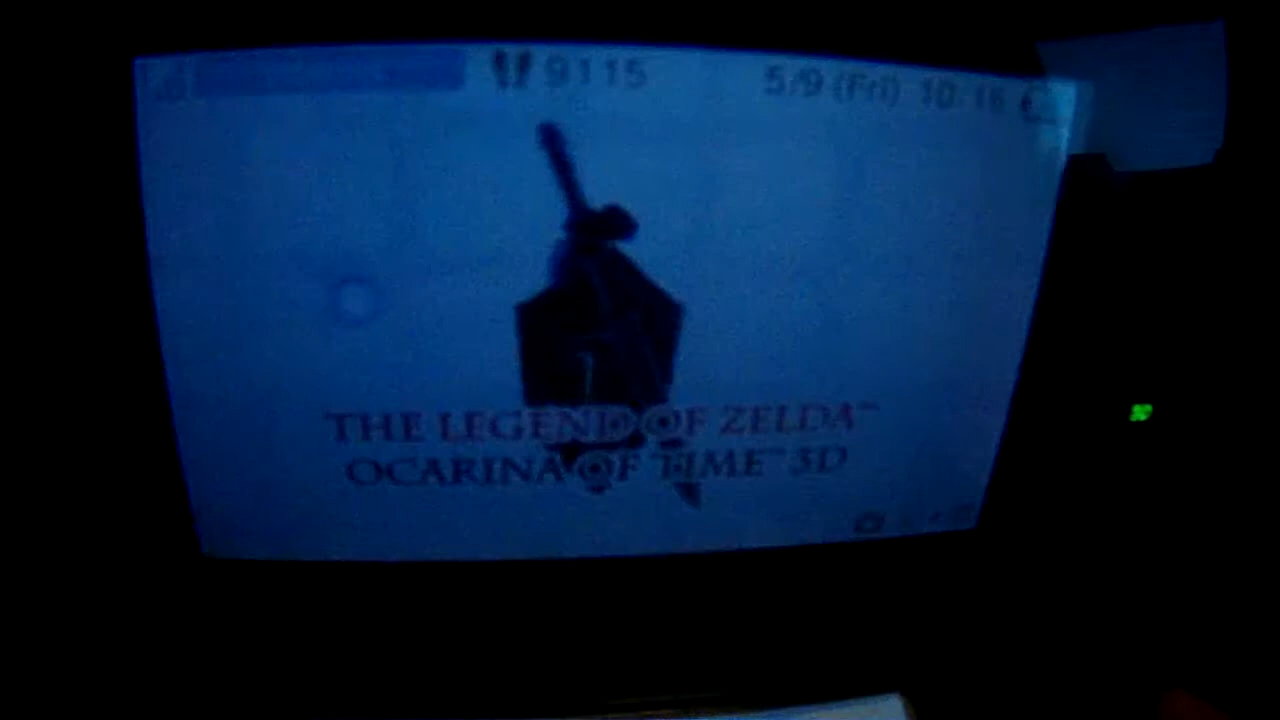 9115 5/9 (Fri) 10:16
THE LEGEND OF ZELDA™
OCARINA OF TIME™ 3D